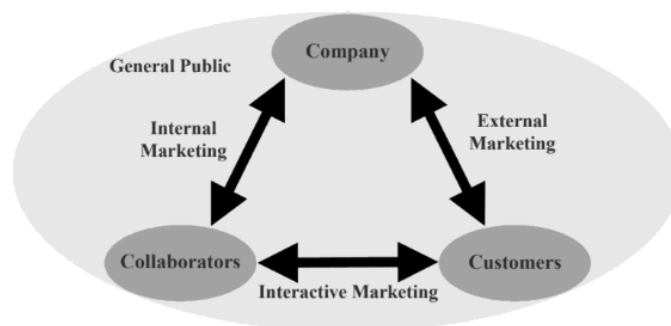 Company
General Public
Internal
Marketing
External
Marketing
Collaborators
Customers
Interactive Marketing